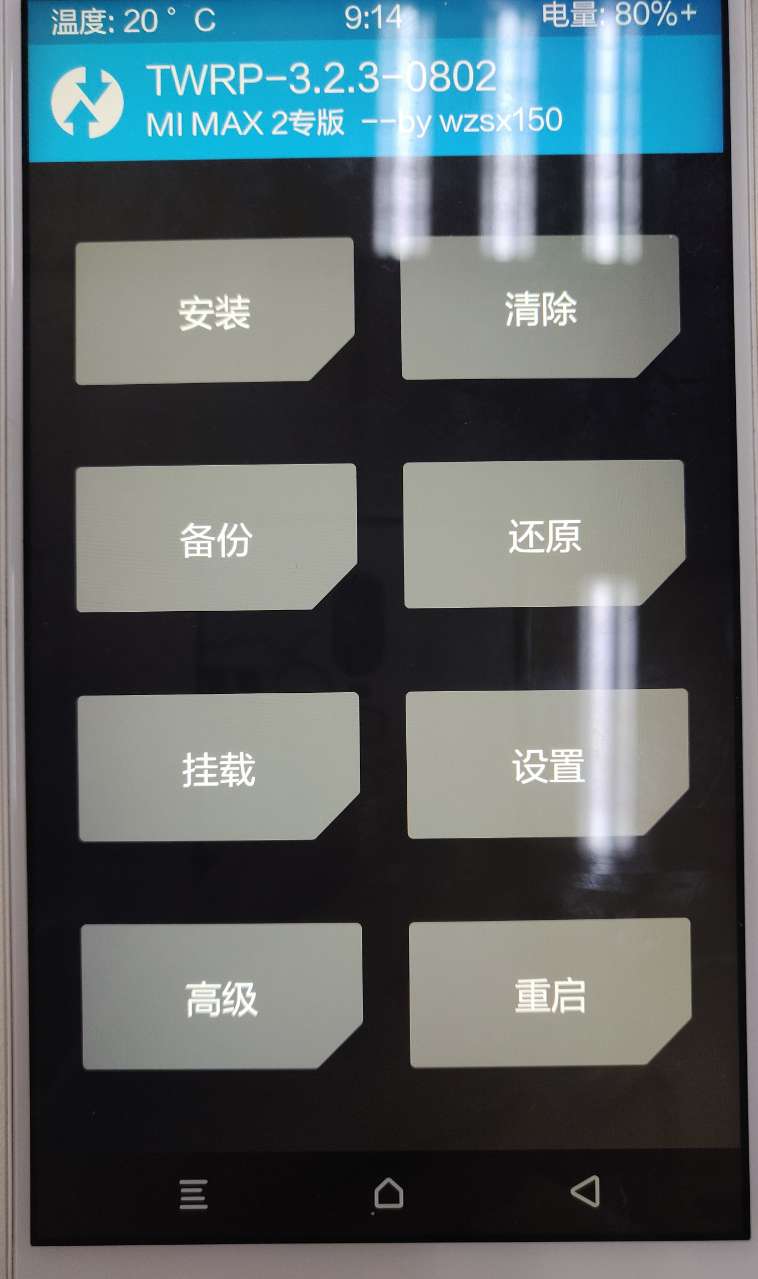 温度: 20 ° C 9:14 电量: 80%+
TWRP-3.2.3-0802
MI MAX 2专版 --by wzsx150
安装 清除
备份 还原
挂载 设置
高级 重启